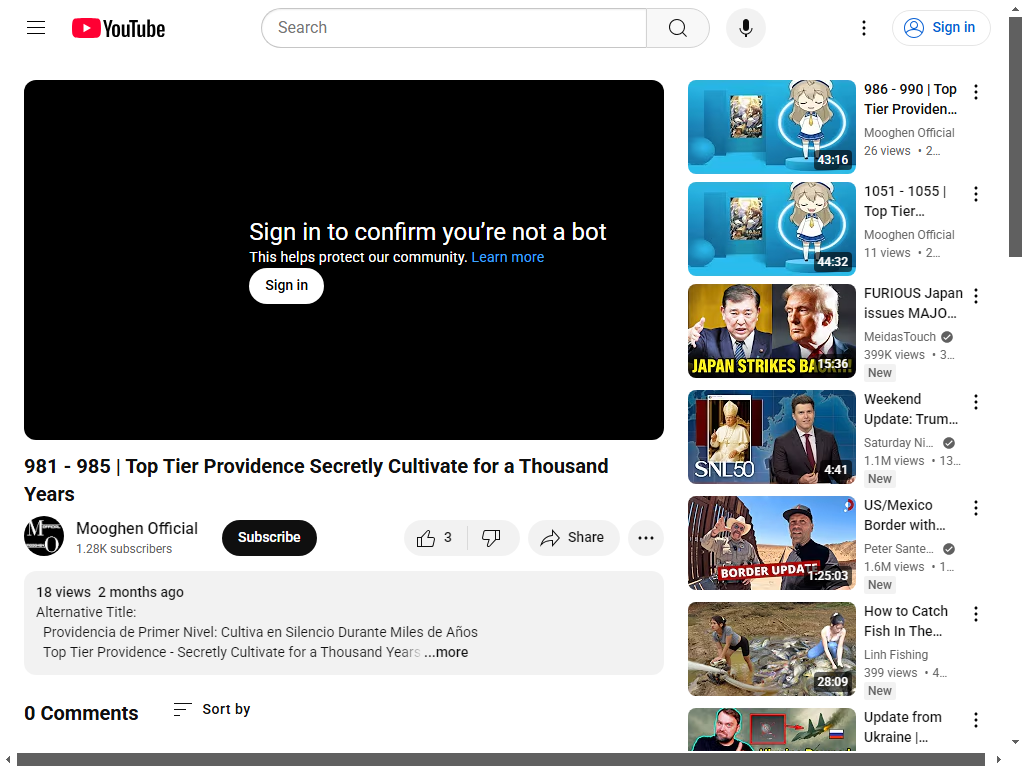 YouTube
Search
Sign in
Sign in to confirm you’re not a bot
This helps protect our community. Learn more
Sign in
981 - 985 | Top Tier Providence Secretly Cultivate for a Thousand
Years
Mooghen Official
1.28K subscribers
Subscribe
3
Share
18 views 2 months ago
Alternative Title:
Providencia de Primer Nivel: Cultiva en Silencio Durante Miles de Años
Top Tier Providence - Secretly Cultivate for a Thousand Years ...more
0 Comments
Sort by
43:16
986 - 990 | Top
Tier Providen...
Mooghen Official
26 views • 2...
44:32
1051 - 1055 |
Top Tier...
Mooghen Official
11 views • 2...
JAPAN STRIKES
15:36
FURIOUS Japan
issues MAJO...
MeidasTouch
399K views • 3...
New
SNL50
4:41
Weekend
Update: Trum...
Saturday Ni...
1.1M views • 13...
New
BORDER UPDATE
1:25:03
US/Mexico
Border with...
Peter Sante...
1.6M views • 1...
New
28:09
How to Catch
Fish In The...
Linh Fishing
399 views • 4...
New
Update from
Ukraine |...